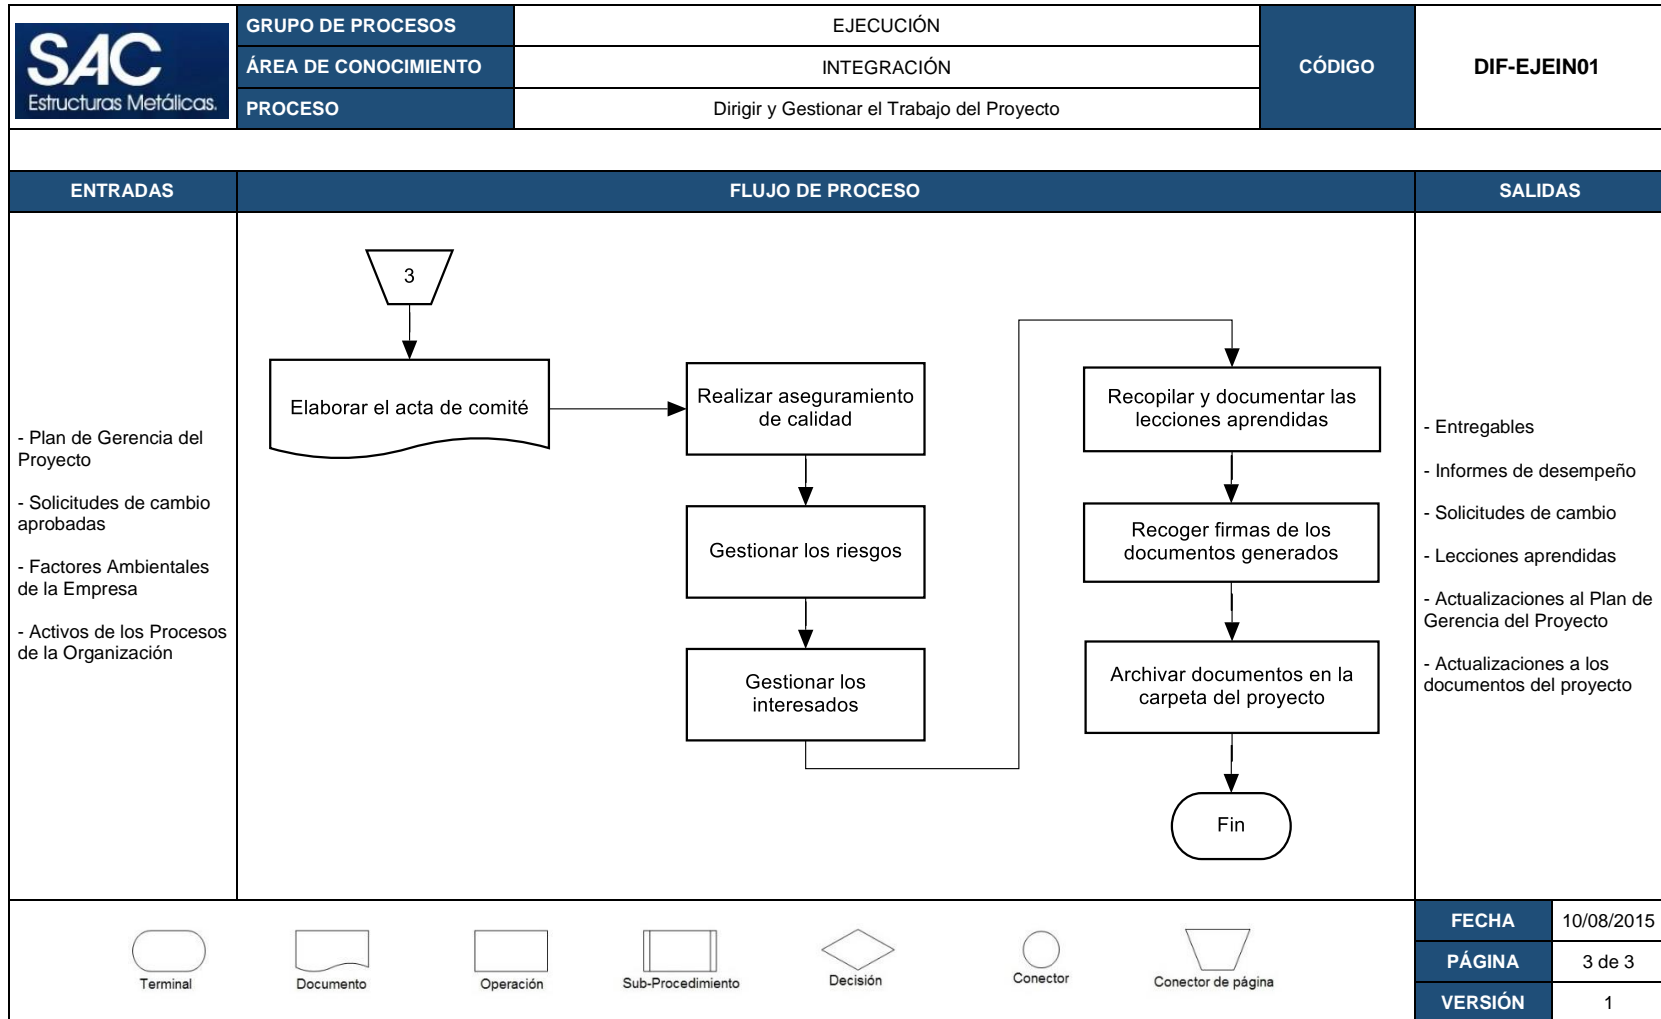 SAC
Estructuras Metálicas.
GRUPO DE PROCESOS
EJECUCIÓN
ÁREA DE CONOCIMIENTO
INTEGRACIÓN
PROCESO
Dirigir y Gestionar el Trabajo del Proyecto
CÓDIGO
DIF-EJEIN01
ENTRADAS
FLUJO DE PROCESO
SALIDAS
- Plan de Gerencia del
Proyecto
- Solicitudes de cambio
aprobadas
- Factores Ambientales
de la Empresa
- Activos de los Procesos
de la Organización
3
Elaborar el acta de comité
Realizar aseguramiento
de calidad
Gestionar los riesgos
Gestionar los
interesados
Recopilar y documentar las
lecciones aprendidas
Recoger firmas de los
documentos generados
Archivar documentos en la
carpeta del proyecto
Fin
- Entregables
- Informes de desempeño
- Solicitudes de cambio
- Lecciones aprendidas
- Actualizaciones al Plan de
Gerencia del Proyecto
- Actualizaciones a los
documentos del proyecto
Terminal
Documento
Operación
Sub-Procedimiento
Decisión
Conector
Conector de página
FECHA
10/08/2015
PÁGINA
3 de 3
VERSIÓN
1